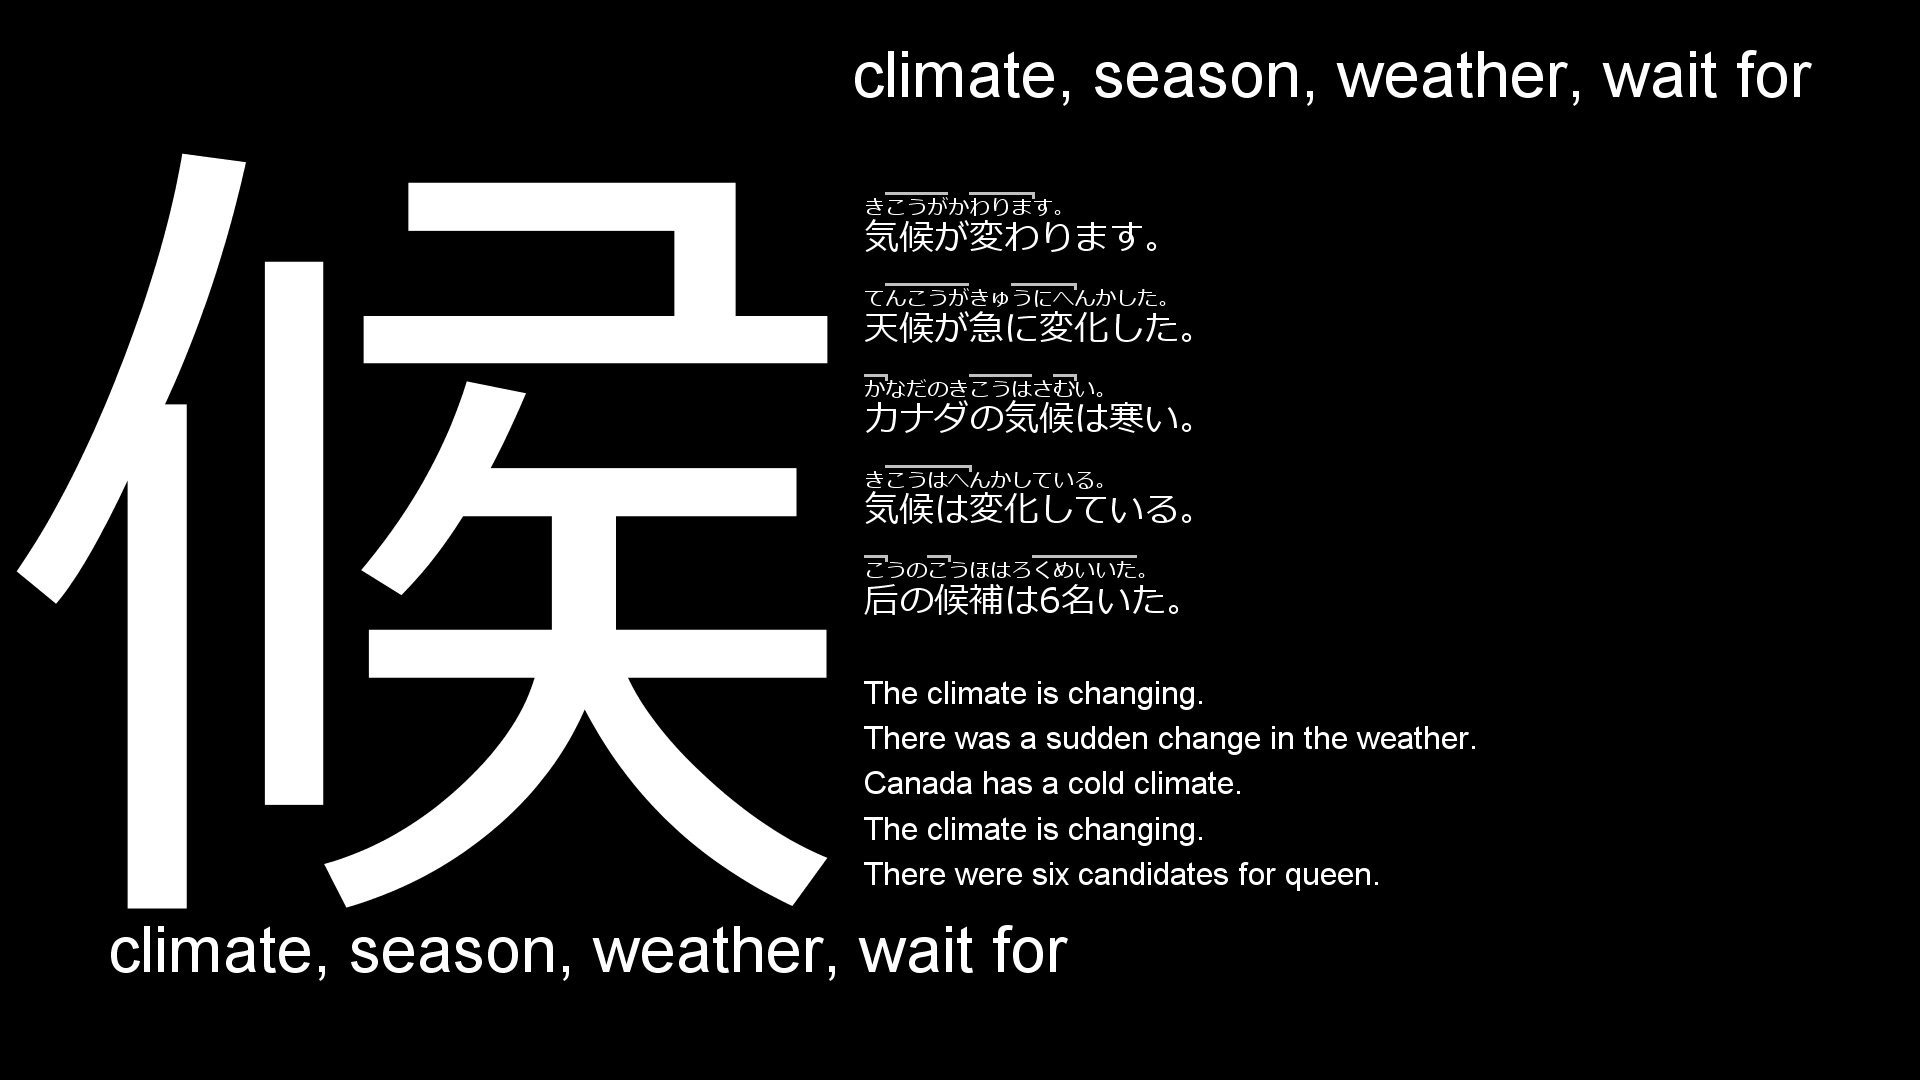 climate, season, weather, wait for
候
きこうがかわります。
気候が変わります。
てんこうがきゅうにへんかした。
天候が急に変化した。
かなだのきこうはさむい。
カナダの気候は寒い。
きこうはへんかしている。
気候は変化している。
こうのこうほはろくめいいた。
后の候補は6名いた。
The climate is changing.
There was a sudden change in the weather.
Canada has a cold climate.
The climate is changing.
There were six candidates for queen.
climate, season, weather, wait for